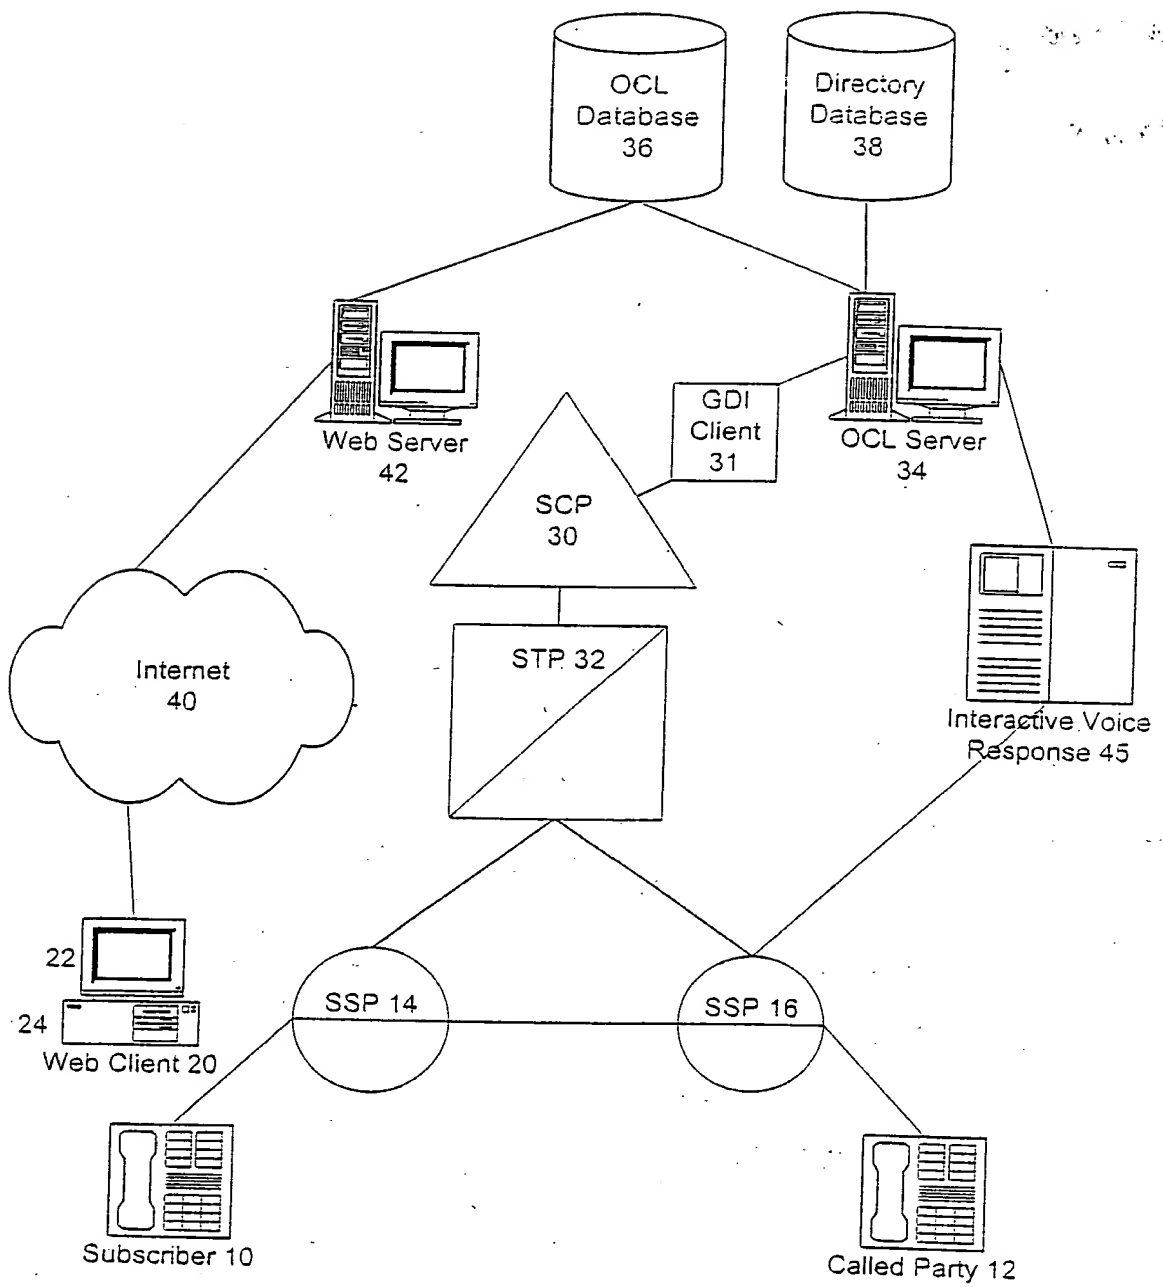 OCL
Database
36
Directory
Database
38
Web Server
42
GDI
Client
31
OCL Server
34
SCP
30
STP 32
Internet
40
Interactive Voice
Response 45
22
24
Web Client 20
SSP 14
SSP 16
Subscriber 10
Called Party 12